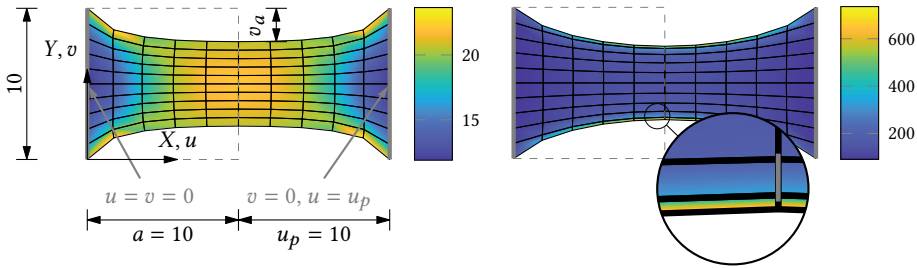 v_a
Y, v
10
X, u
20
15
u = v = 0
v = 0, u = u_p
a = 10
u_p = 10
600
400
200